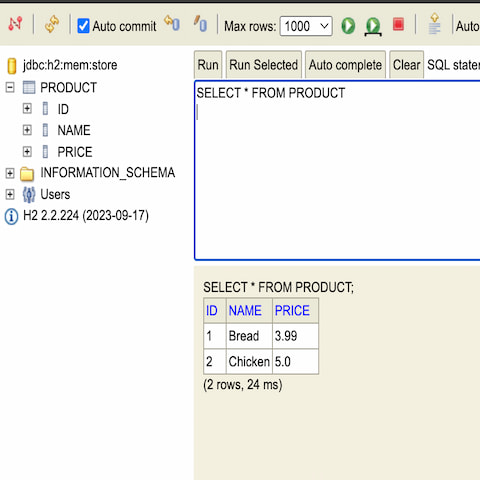 Auto commit Max rows: 1000 Auto
jdbc:h2:mem:store
PRODUCT
ID
NAME
PRICE
INFORMATION_SCHEMA
Users
H2 2.2.224 (2023-09-17)
Run Run Selected Auto complete Clear SQL stater
SELECT * FROM PRODUCT
SELECT * FROM PRODUCT;
ID NAME PRICE
1 Bread 3.99
2 Chicken 5.0
(2 rows, 24 ms)